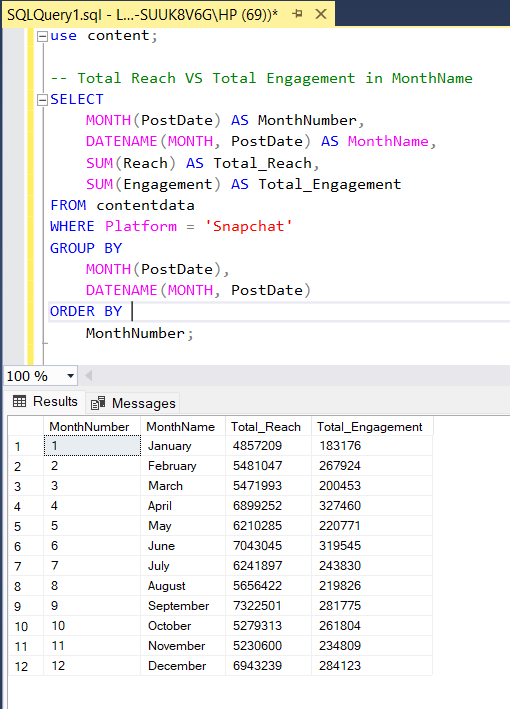 SQLQuery1.sql - L...-SUUK8V6G\HP (69))*
use content;
-- Total Reach VS Total Engagement in MonthName
SELECT
MONTH(PostDate) AS MonthNumber,
DATENAME(MONTH, PostDate) AS MonthName,
SUM(Reach) AS Total_Reach,
SUM(Engagement) AS Total_Engagement
FROM contentdata
WHERE Platform = 'Snapchat'
GROUP BY
MONTH(PostDate),
DATENAME(MONTH, PostDate)
ORDER BY
MonthNumber;
100 %
Results Messages
MonthNumber MonthName Total_Reach Total_Engagement
1 1 January 4857209 183176
2 2 February 5481047 267924
3 3 March 5471993 200453
4 4 April 6899252 327460
5 5 May 6210285 220771
6 6 June 7043045 319545
7 7 July 6241897 243830
8 8 August 5656422 219826
9 9 September 7322501 281775
10 10 October 5279313 261804
11 11 November 5230600 234809
12 12 December 6943239 284123